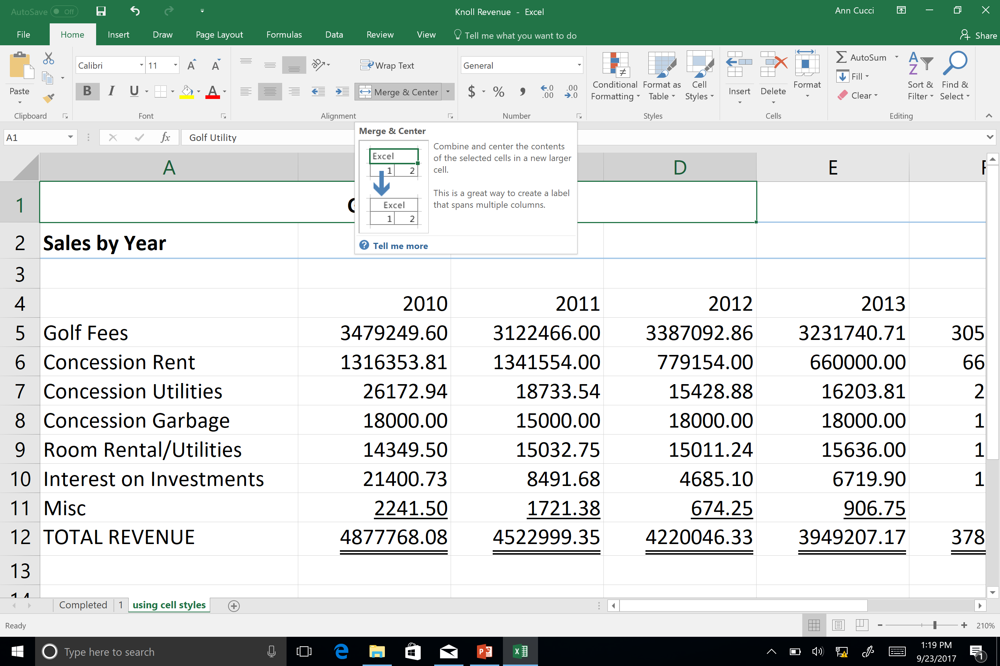 AutoSave Off Knoll Revenue - Excel Ann Cucci
File Home Insert Draw Page Layout Formulas Data Review View Tell me what you want to do Share
Paste
Clipboard
Calibri 11 A A
B I U A
Font
Wrap Text
Merge & Center
Alignment
General
$ % , .0 .00 .00 .0
Number
Conditional Formatting
Format as Table
Cell Styles
Styles
Insert Delete Format
Cells
AutoSum
Fill
Clear
Sort & Filter
Find & Select
Editing
A1 fx Golf Utility
Merge & Center
Excel
1 2
Excel
1 2
Combine and center the contents
of the selected cells in a new larger
cell.
This is a great way to create a label
that spans multiple columns.
Tell me more
A D E
1
2 Sales by Year
3
4 2010 2011 2012 2013
5 Golf Fees 3479249.60 3122466.00 3387092.86 3231740.71 305
6 Concession Rent 1316353.81 1341554.00 779154.00 660000.00 66
7 Concession Utilities 26172.94 18733.54 15428.88 16203.81 2
8 Concession Garbage 18000.00 15000.00 18000.00 18000.00 1
9 Room Rental/Utilities 14349.50 15032.75 15011.24 15636.00 1
10 Interest on Investments 21400.73 8491.68 4685.10 6719.90 1
11 Misc 2241.50 1721.38 674.25 906.75
12 TOTAL REVENUE 4877768.08 4522999.35 4220046.33 3949207.17 378
13
Completed 1 using cell styles
Ready 210%
Type here to search 1:19 PM
9/23/2017 1